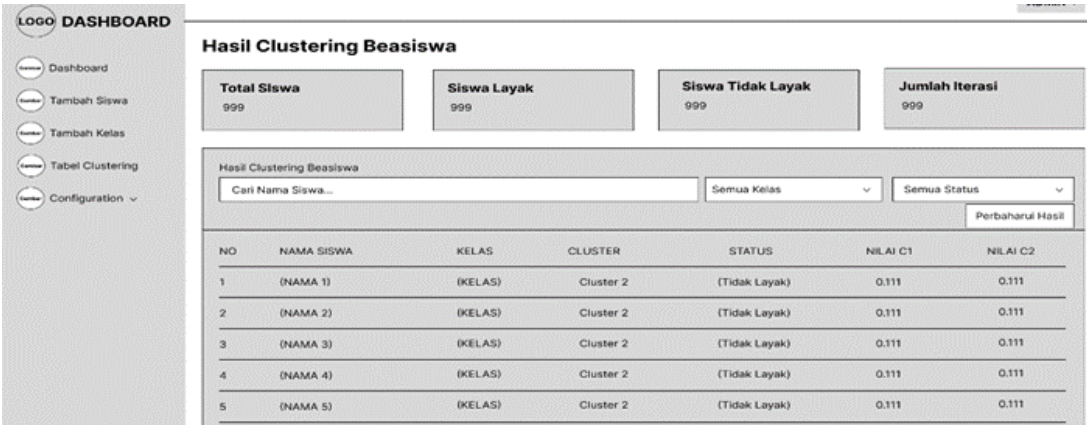 LOGO DASHBOARD
Dashboard
Tambah Siswa
Tambah Kelas
Tabel Clustering
Configuration
Hasil Clustering Beasiswa
Total SIswa
999
Siswa Layak
999
Siswa Tidak Layak
999
Jumlah Iterasi
999
Hasil Clustering Beasiswa
Cari Nama Siswa...
Semua Kelas
Semua Status
Perbaharui Hasil
NO NAMA SISWA KELAS CLUSTER STATUS NILAI C1 NILAI C2
1 (NAMA 1) (KELAS) Cluster 2 (Tidak Layak) 0.111 0.111
2 (NAMA 2) (KELAS) Cluster 2 (Tidak Layak) 0.111 0.111
3 (NAMA 3) (KELAS) Cluster 2 (Tidak Layak) 0.111 0.111
4 (NAMA 4) (KELAS) Cluster 2 (Tidak Layak) 0.111 0.111
5 (NAMA 5) (KELAS) Cluster 2 (Tidak Layak) 0.111 0.111